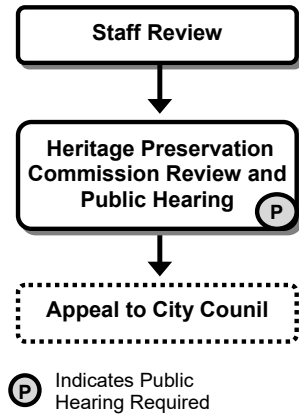 Staff Review
Heritage Preservation
Commission Review and
Public Hearing
P
Appeal to City Counil
P
Indicates Public
Hearing Required